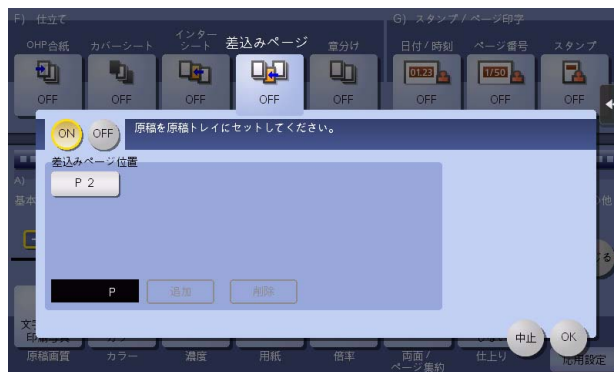 F) 仕立て
G) スタンプ/ページ印字
OHP合紙
カバーシート
インター
シート
差込みページ
章分け
日付/時刻
ページ番号
スタンプ
01.23
1/50
OFF
OFF
OFF
OFF
OFF
OFF
OFF
OFF
ON
OFF
原稿を原稿トレイにセットしてください。
差込みページ位置
P 2
A)
基本
P
追加
削除
中止
OK
原稿画質
カラー
濃度
用紙
倍率
両面/
ページ集約
仕上り
応用設定